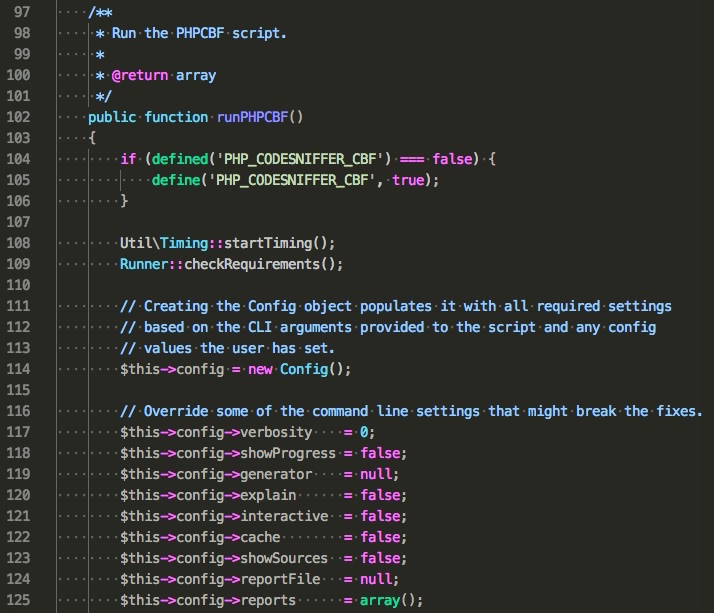 97     /**
98      * Run the PHPCBF script.
99      *
100      * @return array
101      */
102     public function runPHPCBF()
103     {
104         if (defined('PHP_CODESNIFFER_CBF') === false) {
105             define('PHP_CODESNIFFER_CBF', true);
106         }
107
108         Util\Timing::startTiming();
109         Runner::checkRequirements();
110
111         // Creating the Config object populates it with all required settings
112         // based on the CLI arguments provided to the script and any config
113         // values the user has set.
114         $this->config = new Config();
115
116         // Override some of the command line settings that might break the fixes.
117         $this->config->verbosity    = 0;
118         $this->config->showProgress = false;
119         $this->config->generator    = null;
120         $this->config->explain      = false;
121         $this->config->interactive  = false;
122         $this->config->cache        = false;
123         $this->config->showSources  = false;
124         $this->config->reportFile   = null;
125         $this->config->reports      = array();